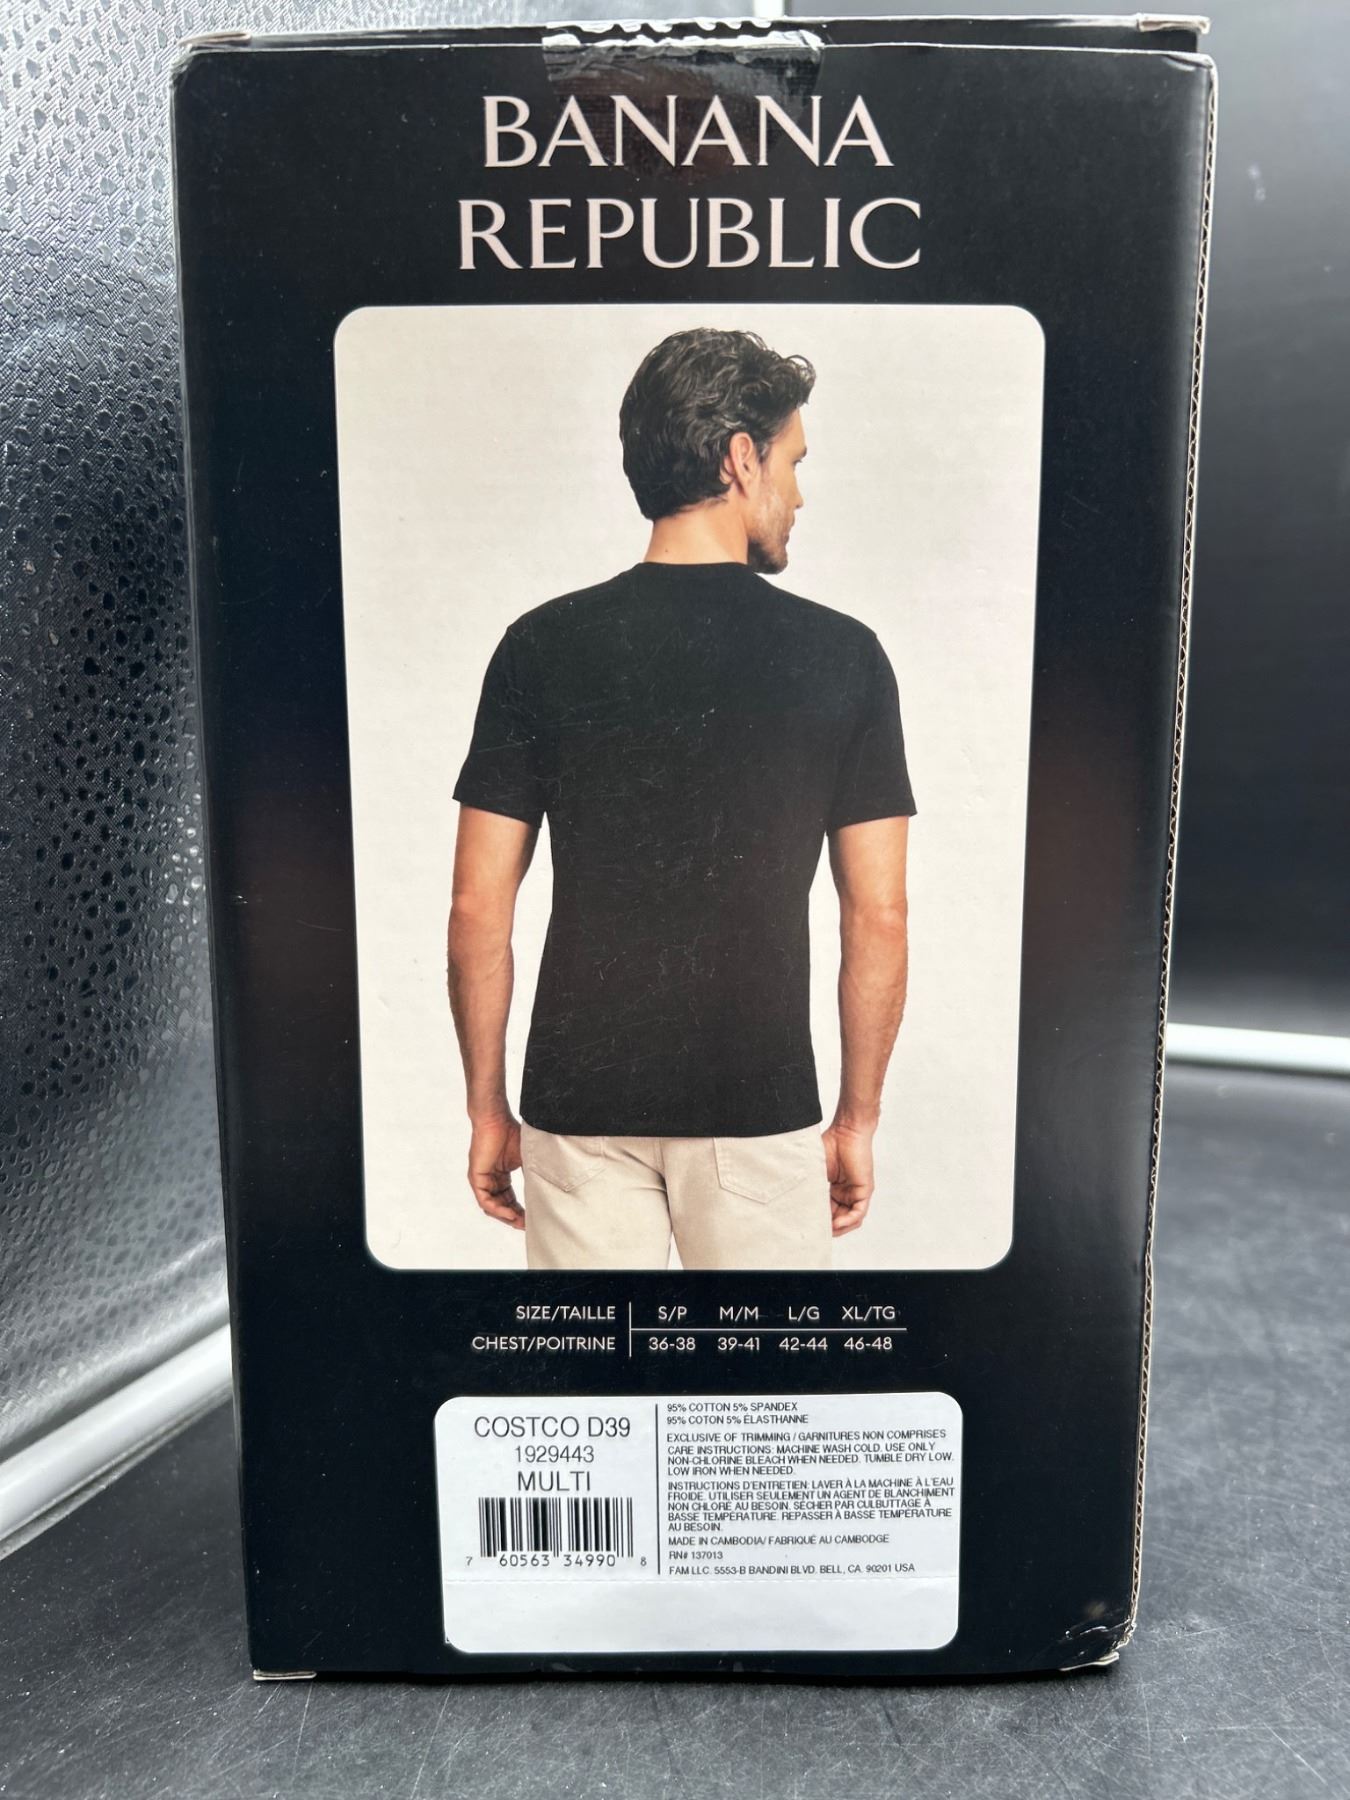 BANANA
REPUBLIC
SIZE/TAILLE S/P M/M L/G XL/TG
CHEST/POITRINE 36-38 39-41 42-44 46-48
COSTCO D39
1929443
MULTI
7 60563 34990 8
95% COTTON 5% SPANDEX
95% COTON 5% ÉLASTHANNE
EXCLUSIVE OF TRIMMING / GARNITURES NON COMPRISES
CARE INSTRUCTIONS: MACHINE WASH COLD. USE ONLY
NON-CHLORINE BLEACH WHEN NEEDED. TUMBLE DRY LOW.
LOW IRON WHEN NEEDED.
INSTRUCTIONS D'ENTRETIEN: LAVER À LA MACHINE À L'EAU
FROIDE. UTILISER SEULEMENT UN AGENT DE BLANCHIMENT
NON CHLORÉ AU BESOIN. SÉCHER PAR CULBUTTAGE À
BASSE TEMPÉRATURE. REPASSER À BASSE TEMPÉRATURE
AU BESOIN.
MADE IN CAMBODIA/ FABRIQUÉ AU CAMBODGE
RN# 137013
FAM LLC. 5553-B BANDINI BLVD. BELL, CA. 90201 USA